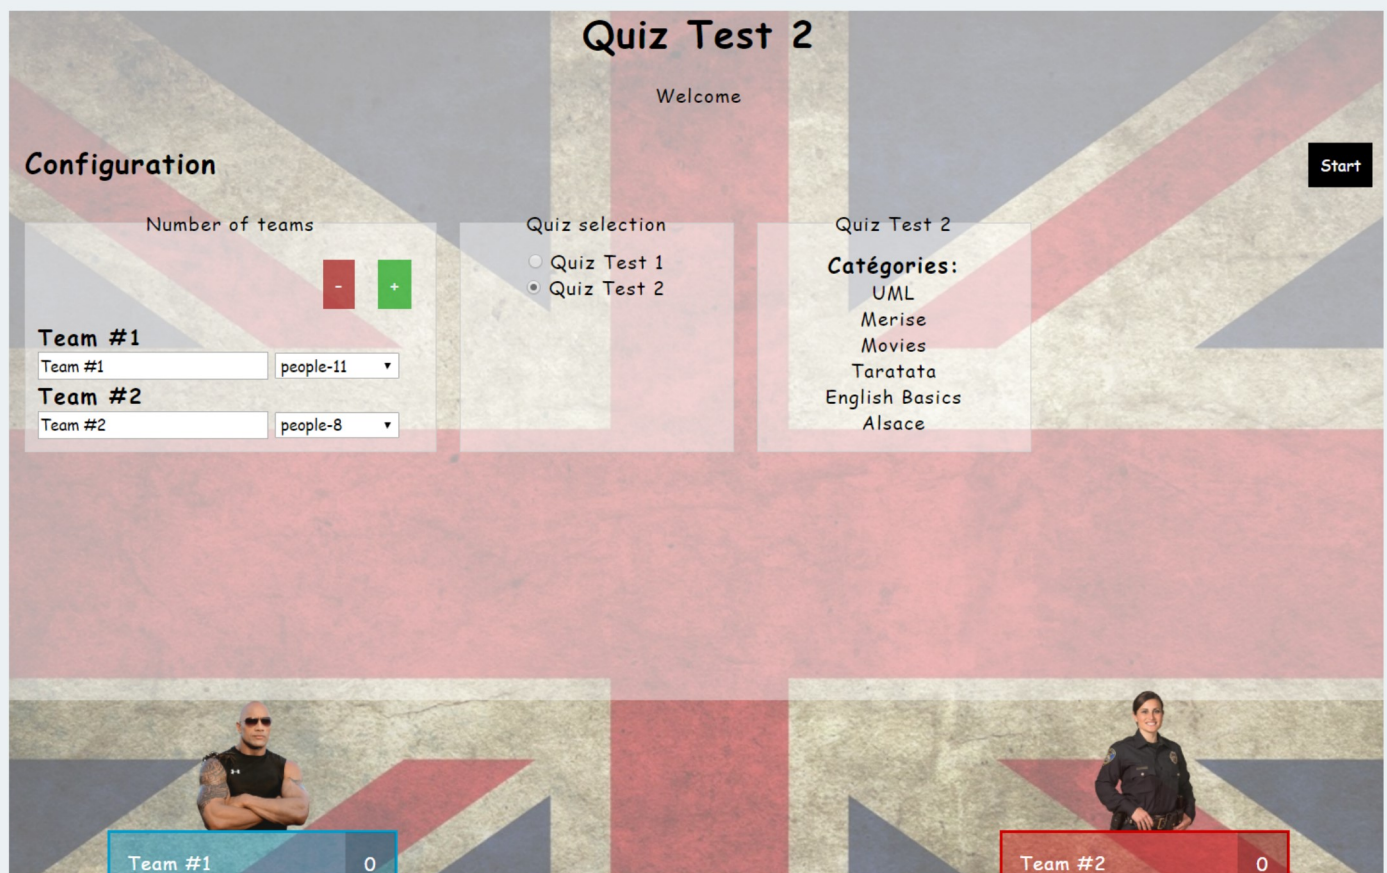 Quiz Test 2
Welcome
Configuration
Start
Number of teams
-
+
Team #1
Team #1
people-11
Team #2
Team #2
people-8
Quiz selection
Quiz Test 1
Quiz Test 2
Quiz Test 2
Catégories:
UML
Merise
Movies
Taratata
English Basics
Alsace
Team #1 0
Team #2 0